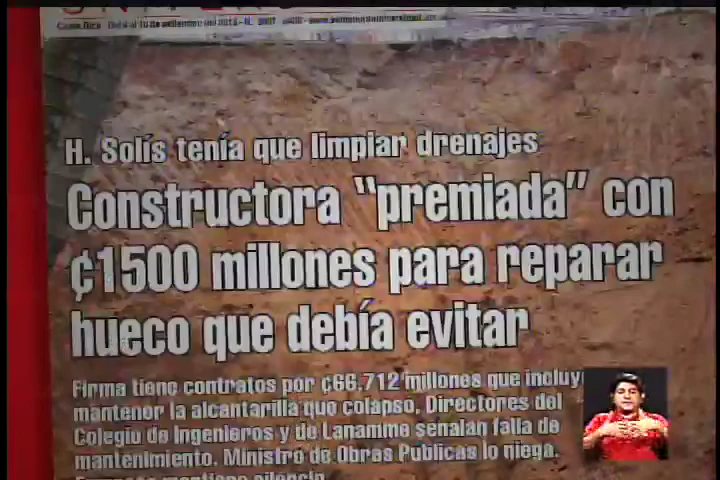 H. Solís tenía que limpiar drenajes
Constructora "premiada" con
¢1500 millones para reparar
hueco que debía evitar
Firma tiene contratos por ¢66.712 millones que incluy
mantener la alcantarilla que colapso. Directores del
Colegio de Ingenieros y de Lanamme señalan falla de
mantenimiento. Ministro de Obras Publicas lo niega.